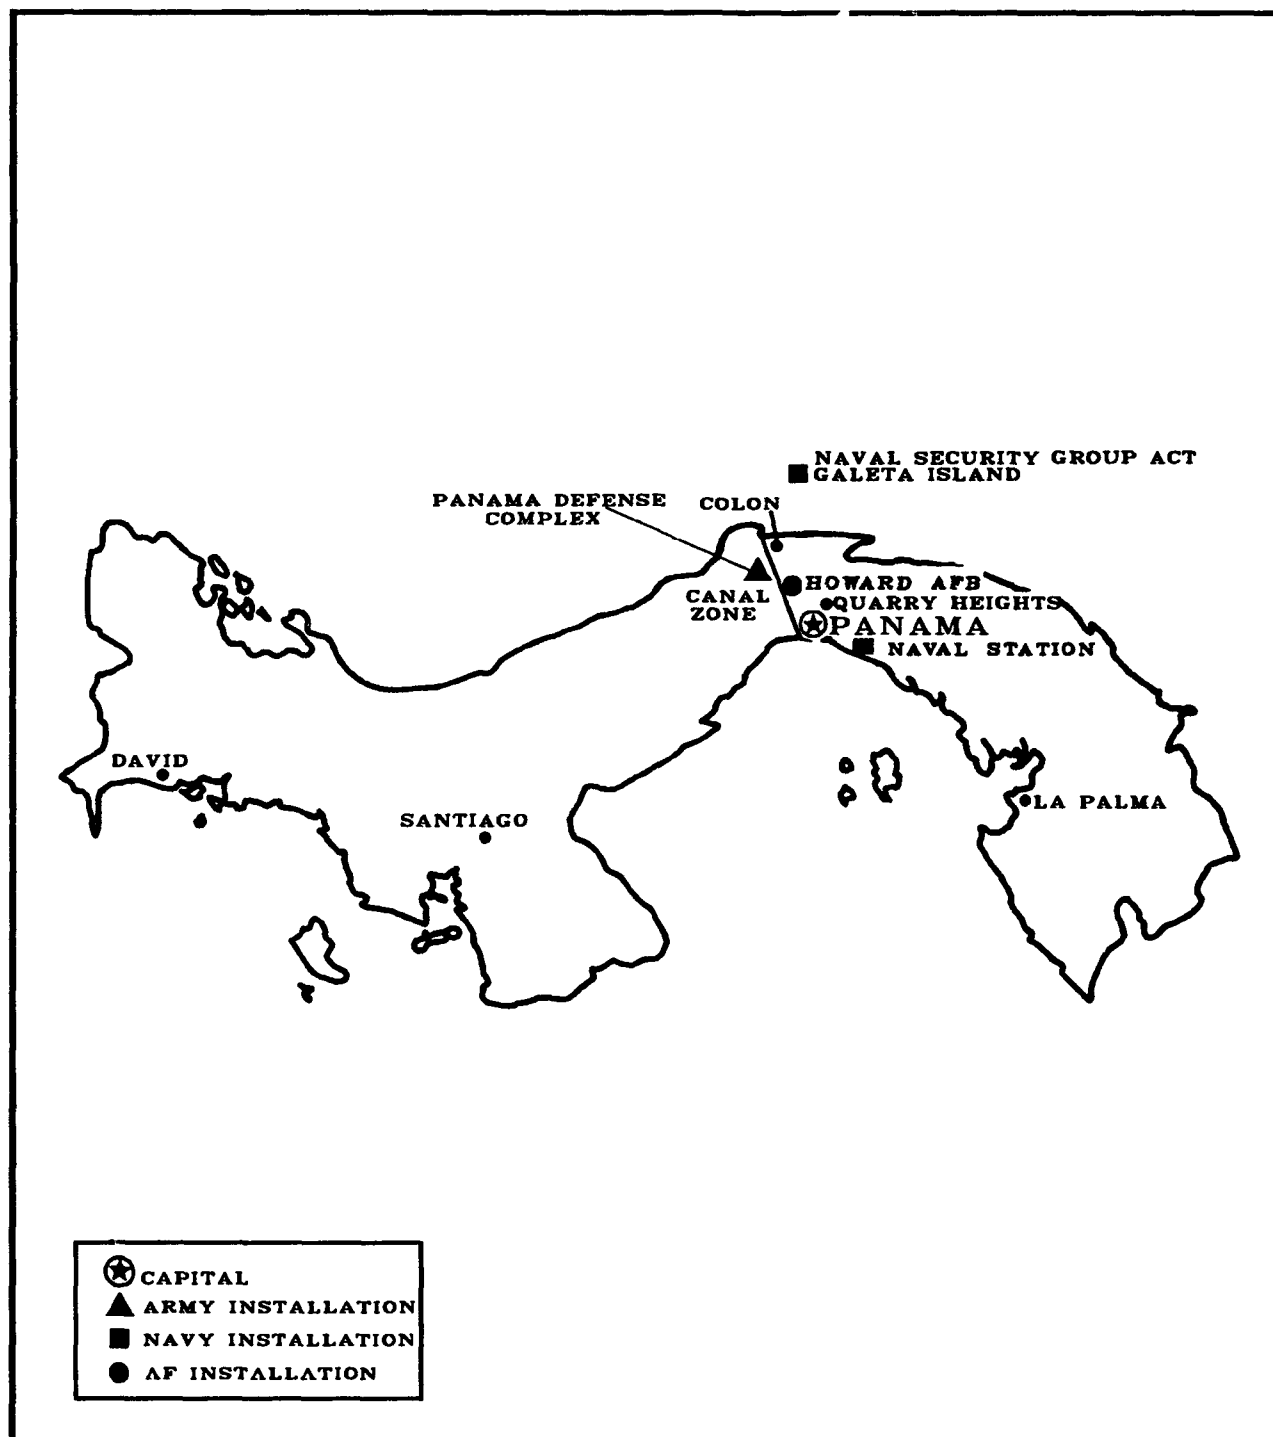 NAVAL SECURITY GROUP ACT
GALETA ISLAND
PANAMA DEFENSE
COMPLEX
COLON
HOWARD AFB
CANAL
ZONE
QUARRY HEIGHTS
PANAMA
NAVAL STATION
DAVID
LA PALMA
SANTIAGO
CAPITAL
ARMY INSTALLATION
NAVY INSTALLATION
AF INSTALLATION